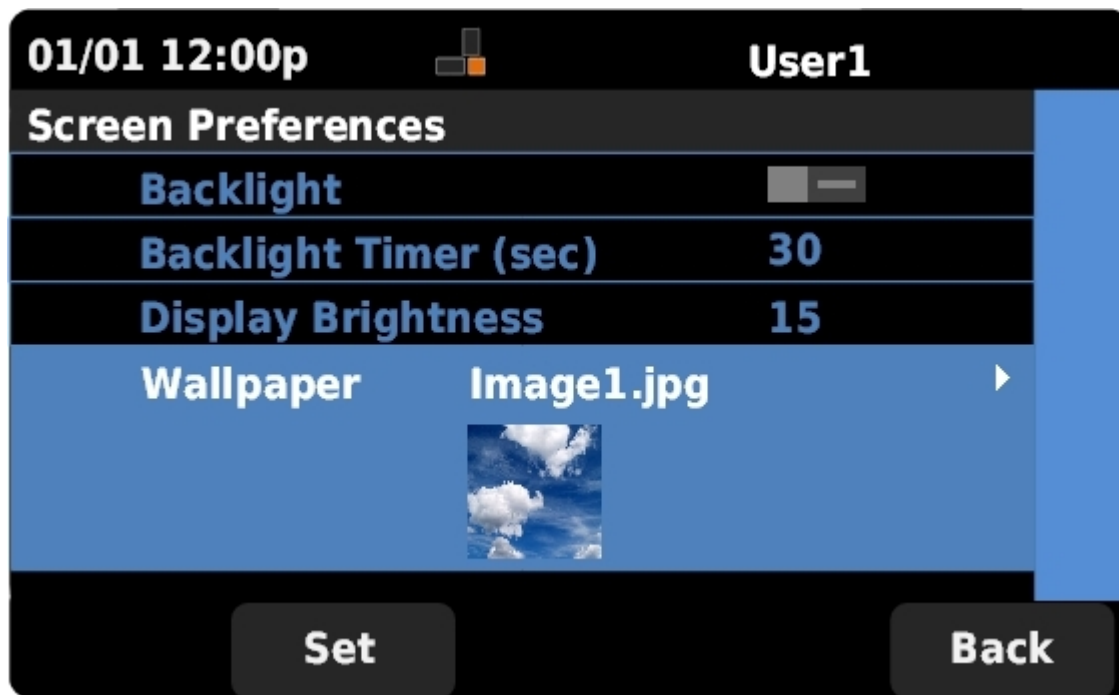 01/01 12:00p User1
Screen Preferences
Backlight
Backlight Timer (sec) 30
Display Brightness 15
Wallpaper Image1.jpg
Set Back